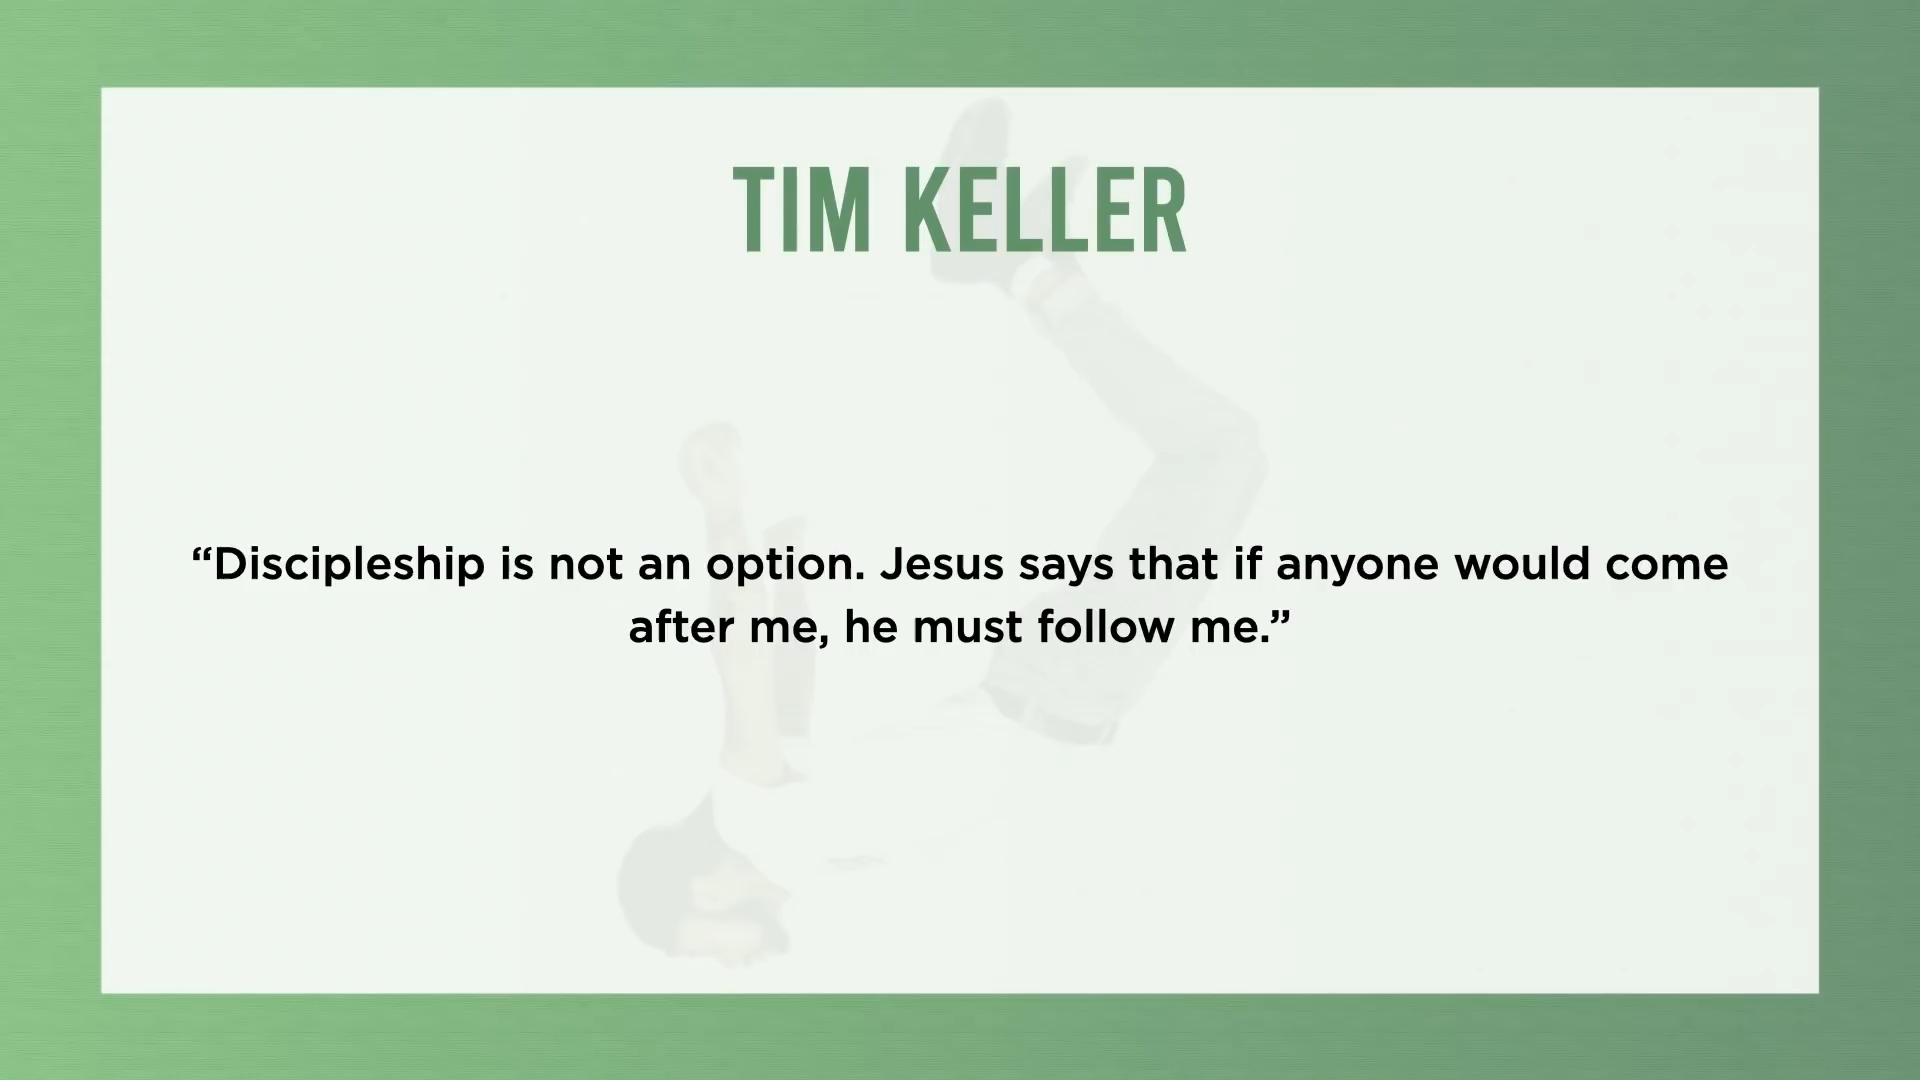 TIM KELLER
“Discipleship is not an option. Jesus says that if anyone would come
after me, he must follow me.”